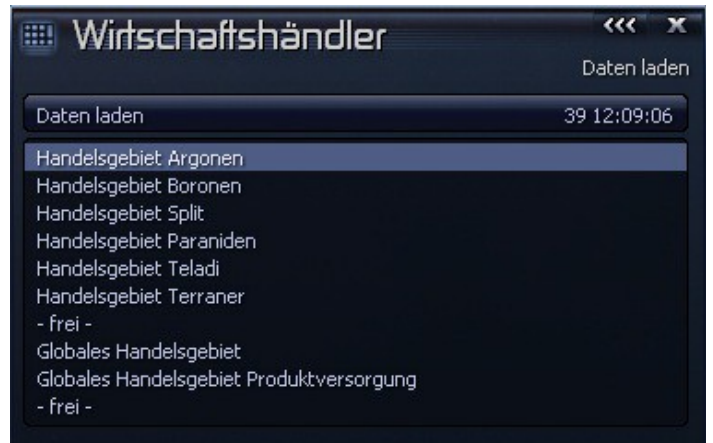 Wirtschaftshändler
<<< X
Daten laden
Daten laden 39 12:09:06
Handelsgebiet Argonen
Handelsgebiet Boronen
Handelsgebiet Split
Handelsgebiet Paraniden
Handelsgebiet Teladi
Handelsgebiet Terraner
- frei -
Globales Handelsgebiet
Globales Handelsgebiet Produktversorgung
- frei -